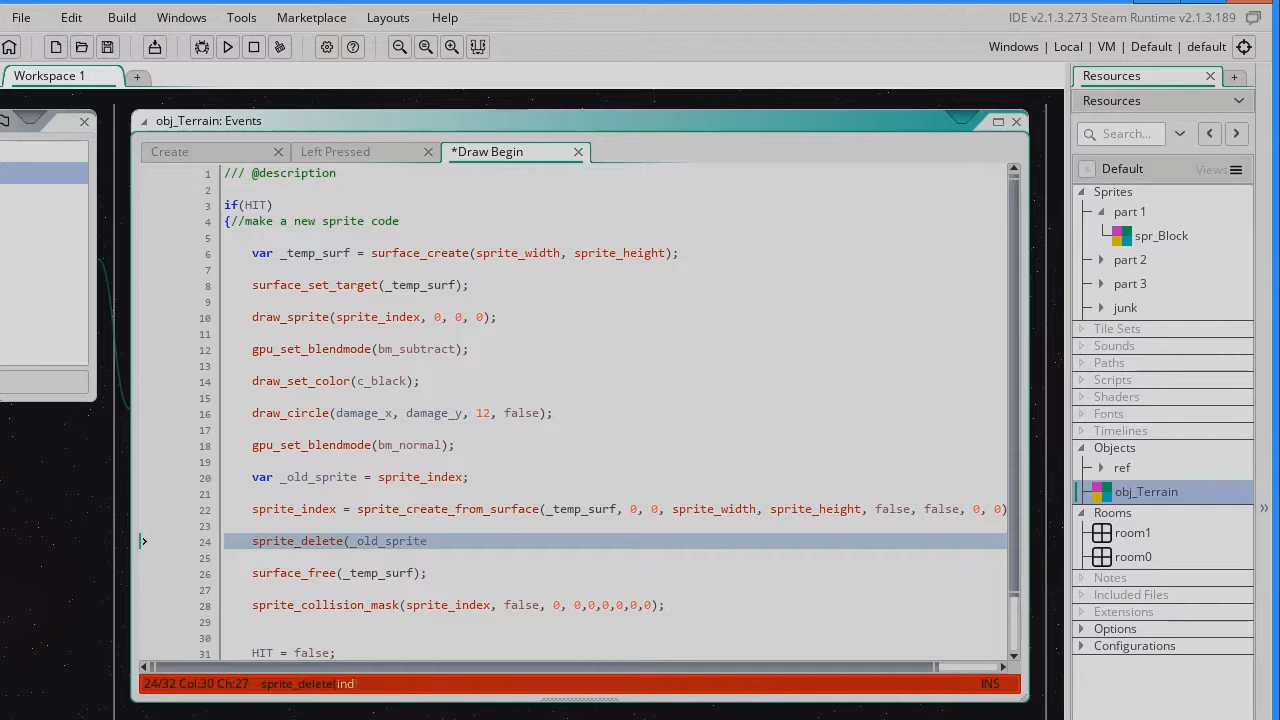 File Edit Build Windows Tools Marketplace Layouts Help IDE v2.1.3.273 Steam Runtime v2.1.3.189
Windows | Local | VM | Default | default
Workspace 1 +
Resources +
Resources
obj_Terrain: Events
Search...
Create Left Pressed *Draw Begin
Default Views
1 /// @description
2
3 if(HIT)
4 {//make a new sprite code
5
6 var _temp_surf = surface_create(sprite_width, sprite_height);
7
8 surface_set_target(_temp_surf);
9
10 draw_sprite(sprite_index, 0, 0, 0);
11
12 gpu_set_blendmode(bm_subtract);
13
14 draw_set_color(c_black);
15
16 draw_circle(damage_x, damage_y, 12, false);
17
18 gpu_set_blendmode(bm_normal);
19
20 var _old_sprite = sprite_index;
21
22 sprite_index = sprite_create_from_surface(_temp_surf, 0, 0, sprite_width, sprite_height, false, false, 0, 0)
23
24 sprite_delete(_old_sprite
25
26 surface_free(_temp_surf);
27
28 sprite_collision_mask(sprite_index, false, 0, 0,0,0,0,0,0);
29
30
31 HIT = false;
24/32 Col:30 Ch:27 sprite_delete(ind) INS
Sprites
part 1
spr_Block
part 2
part 3
junk
Tile Sets
Sounds
Paths
Scripts
Shaders
Fonts
Timelines
Objects
ref
obj_Terrain
Rooms
room1
room0
Notes
Included Files
Extensions
Options
Configurations